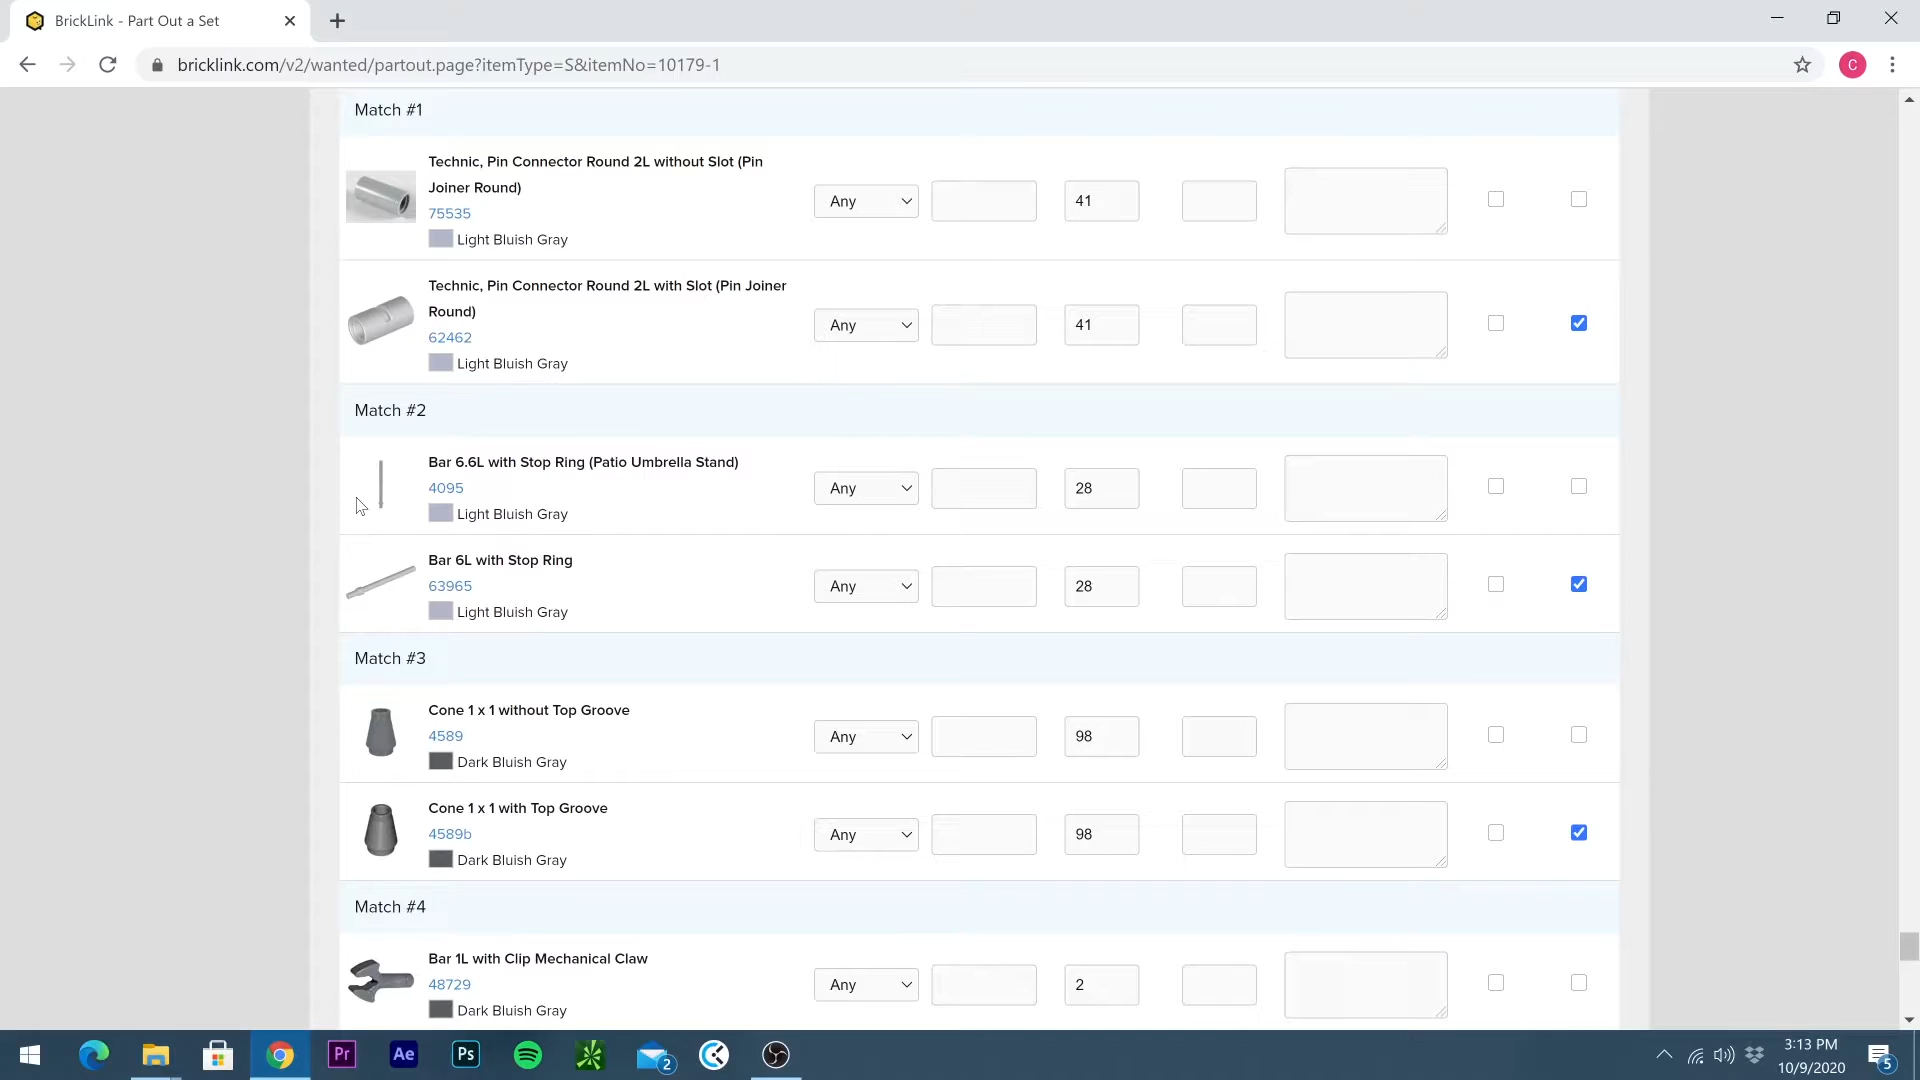 BrickLink - Part Out a Set
bricklink.com/v2/wanted/partout.page?itemType=S&itemNo=10179-1
C
Match #1
Technic, Pin Connector Round 2L without Slot (Pin
Joiner Round)
75535
Light Bluish Gray
Any
41
Technic, Pin Connector Round 2L with Slot (Pin Joiner
Round)
62462
Light Bluish Gray
Any
41
Match #2
Bar 6.6L with Stop Ring (Patio Umbrella Stand)
4095
Light Bluish Gray
Any
28
Bar 6L with Stop Ring
63965
Light Bluish Gray
Any
28
Match #3
Cone 1 x 1 without Top Groove
4589
Dark Bluish Gray
Any
98
Cone 1 x 1 with Top Groove
4589b
Dark Bluish Gray
Any
98
Match #4
Bar 1L with Clip Mechanical Claw
48729
Dark Bluish Gray
Any
2
Pr
Ae
Ps
2
3:13 PM
10/9/2020
5